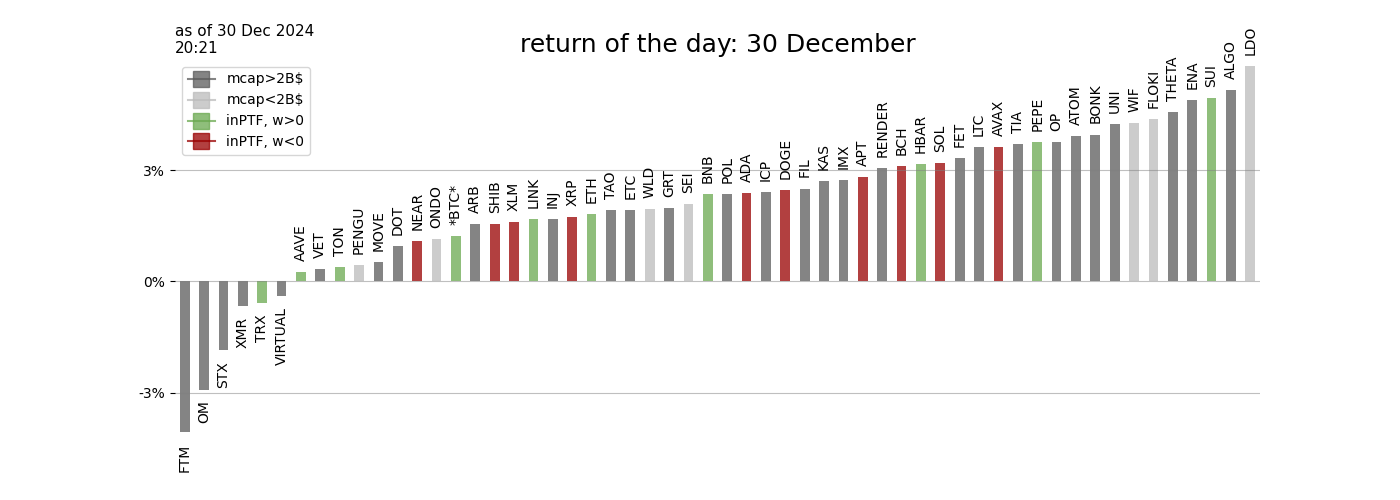 as of 30 Dec 2024
20:21
return of the day: 30 December
mcap>2B$
mcap<2B$
inPTF, w>0
inPTF, w<0
3%
0%
-3%
FTM
OM
STX
XMR
TRX
VIRTUAL
AAVE
VET
TON
PENGU
MOVE
DOT
NEAR
ONDO
*BTC*
ARB
SHIB
XLM
LINK
INJ
XRP
ETH
TAO
ETC
WLD
GRT
SEI
BNB
POL
ADA
ICP
DOGE
FIL
KAS
IMX
APT
RENDER
BCH
HBAR
SOL
FET
LTC
AVAX
TIA
PEPE
OP
ATOM
BONK
UNI
WIF
FLOKI
THETA
ENA
SUI
ALGO
LDO